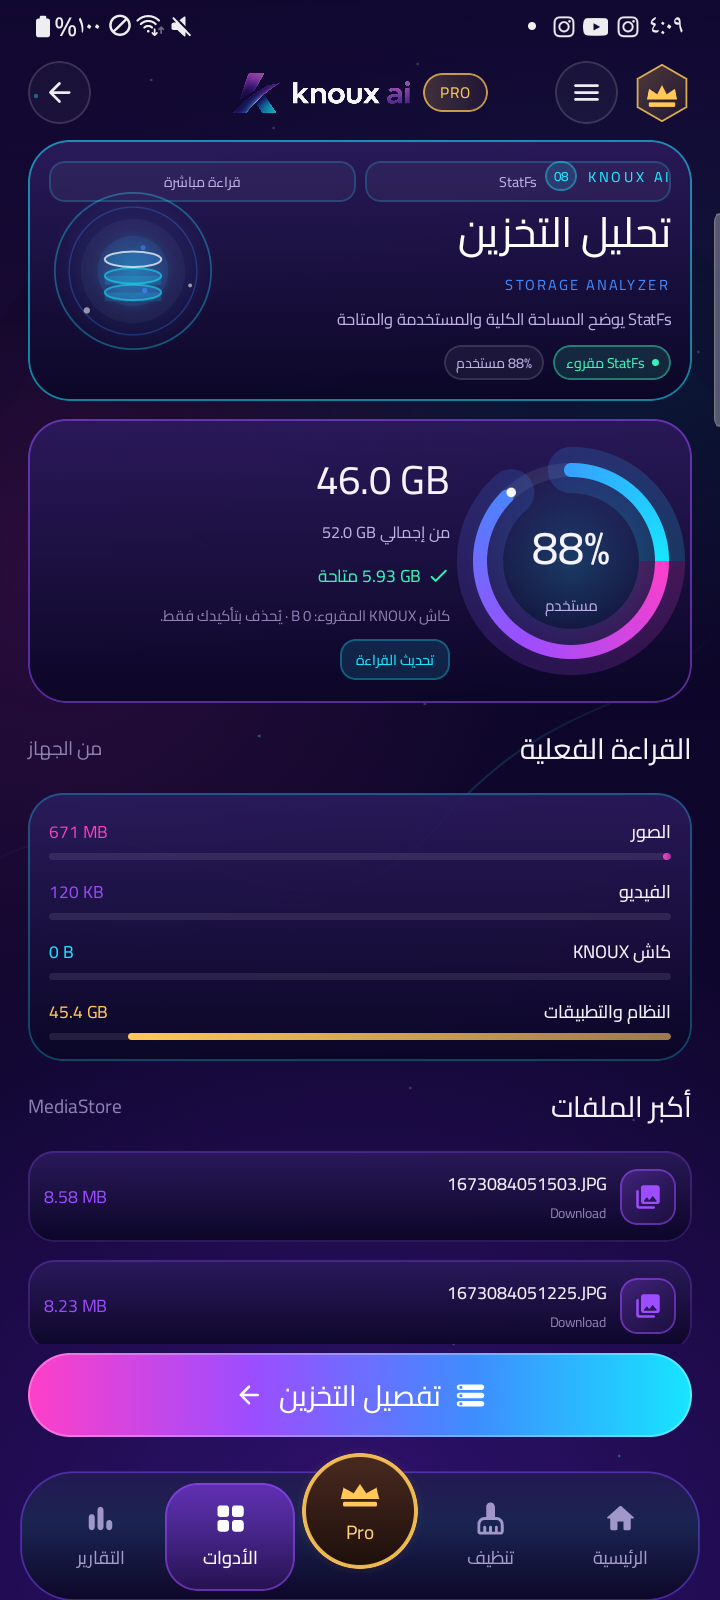 %١٠٠ ٤:٠٩
knoux ai PRO
KNOUX AI 08 StatFs قراءة مباشرة
تحليل التخزين
STORAGE ANALYZER
StatFs يوضح المساحة الكلية والمستخدمة والمتاحة
StatFs مقروء 88% مستخدم
88%
مستخدم
46.0 GB
من إجمالي 52.0 GB
5.93 GB متاحة
كاش KNOUX المقروء: 0 B · يُحذف بتأكيدك فقط.
تحديث القراءة
القراءة الفعلية من الجهاز
الصور 671 MB
الفيديو 120 KB
كاش KNOUX 0 B
النظام والتطبيقات 45.4 GB
أكبر الملفات MediaStore
1673084051503.JPG 8.58 MB
Download
1673084051225.JPG 8.23 MB
Download
تفصيل التخزين
الرئيسية تنظيف Pro الأدوات التقارير